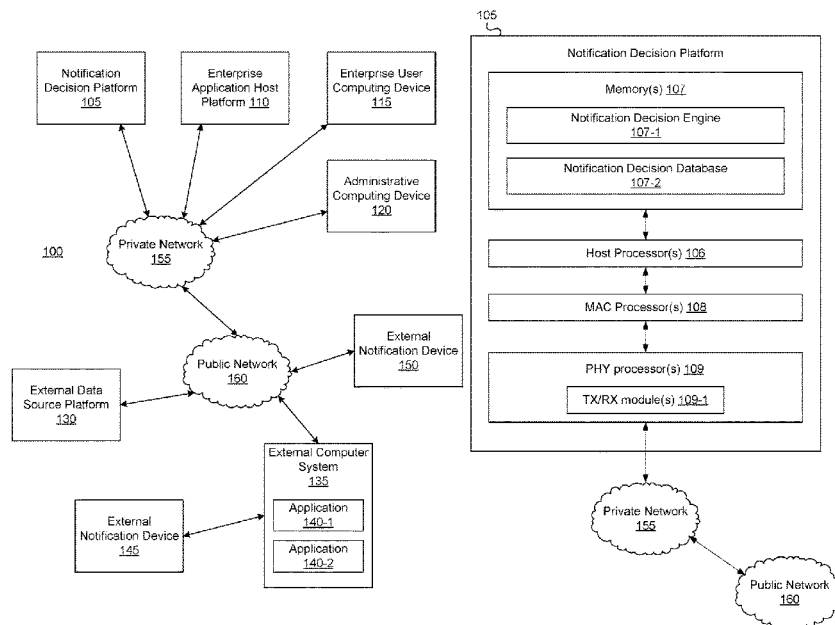 Notification
Decision Platform
105
Enterprise
Application Host
Platform 110
Enterprise User
Computing Device
115
Administrative
Computing Device
120
100
Private Network
155
Public Network
160
External
Notification Device
150
External Data
Source Platform
130
External Computer
System
135
Application
140-1
Application
140-2
External
Notification Device
145
105
Notification Decision Platform
Memory(s) 107
Notification Decision Engine
107-1
Notification Decision Database
107-2
Host Processor(s) 106
MAC Processor(s) 108
PHY processor(s) 109
TX/RX module(s) 109-1
Private Network
155
Public Network
160